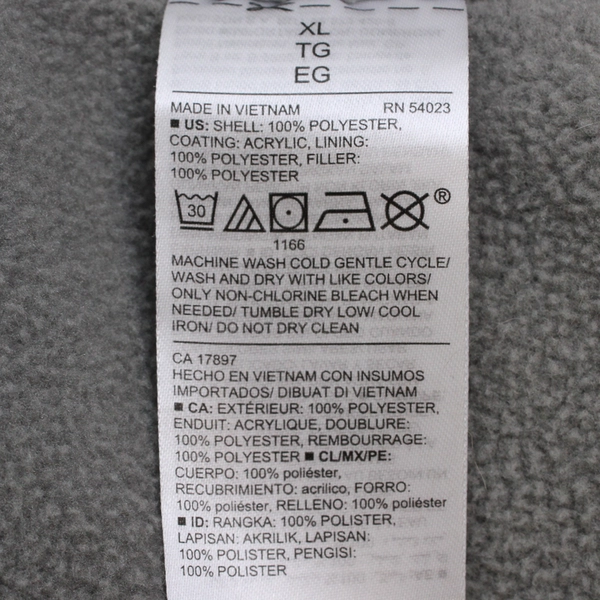 XL
TG
EG
MADE IN VIETNAM RN 54023
■ US: SHELL: 100% POLYESTER,
COATING: ACRYLIC, LINING:
100% POLYESTER, FILLER:
100% POLYESTER
30 ®
1166
MACHINE WASH COLD GENTLE CYCLE/
WASH AND DRY WITH LIKE COLORS/
ONLY NON-CHLORINE BLEACH WHEN
NEEDED/ TUMBLE DRY LOW/ COOL
IRON/ DO NOT DRY CLEAN
CA 17897
HECHO EN VIETNAM CON INSUMOS
IMPORTADOS/ DIBUAT DI VIETNAM
■ CA: EXTÉRIEUR: 100% POLYESTER,
ENDUIT: ACRYLIQUE, DOUBLURE:
100% POLYESTER, REMBOURRAGE:
100% POLYESTER ■ CL/MX/PE:
CUERPO: 100% poliéster,
RECUBRIMIENTO: acrilico, FORRO:
100% poliéster, RELLENO: 100% poliéster
■ ID: RANGKA: 100% POLISTER,
LAPISAN: AKRILIK, LAPISAN:
100% POLISTER, PENGISI:
100% POLISTER